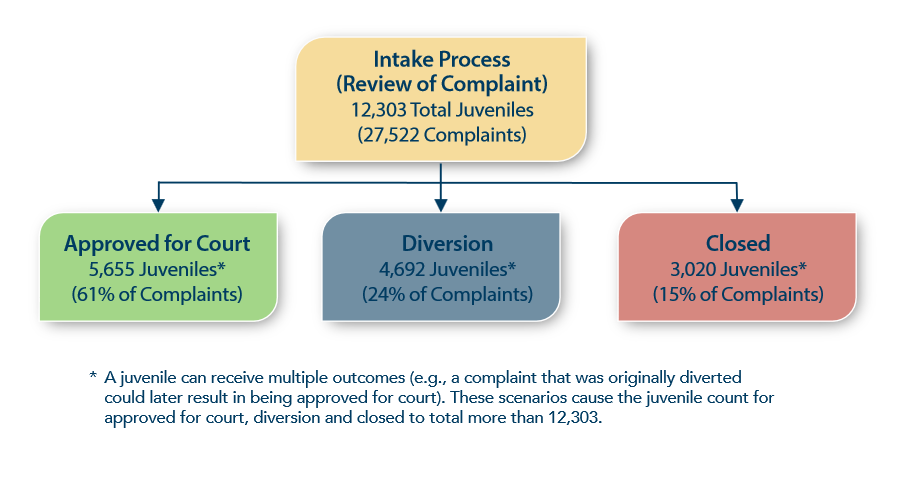 Intake Process
(Review of Complaint)
12,303 Total Juveniles
(27,522 Complaints)
Approved for Court
5,655 Juveniles*
(61% of Complaints)
Diversion
4,692 Juveniles*
(24% of Complaints)
Closed
3,020 Juveniles*
(15% of Complaints)
* A juvenile can receive multiple outcomes (e.g., a complaint that was originally diverted
could later result in being approved for court). These scenarios cause the juvenile count for
approved for court, diversion and closed to total more than 12,303.